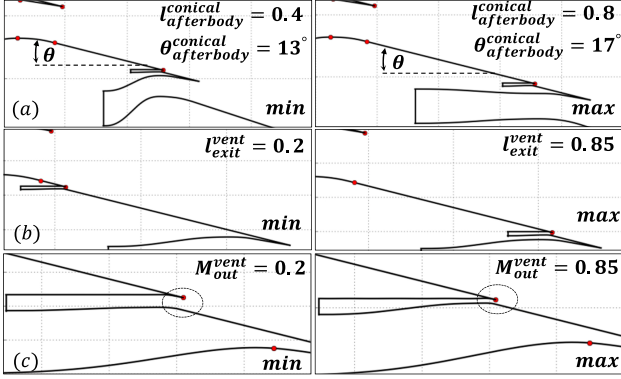 l_afterbody^conical = 0.4
θ_afterbody^conical = 13°
θ
(a)
min
l_afterbody^conical = 0.8
θ_afterbody^conical = 17°
θ
max
l_exit^vent = 0.2
(b)
min
l_exit^vent = 0.85
max
M_out^vent = 0.2
(c)
min
M_out^vent = 0.85
max